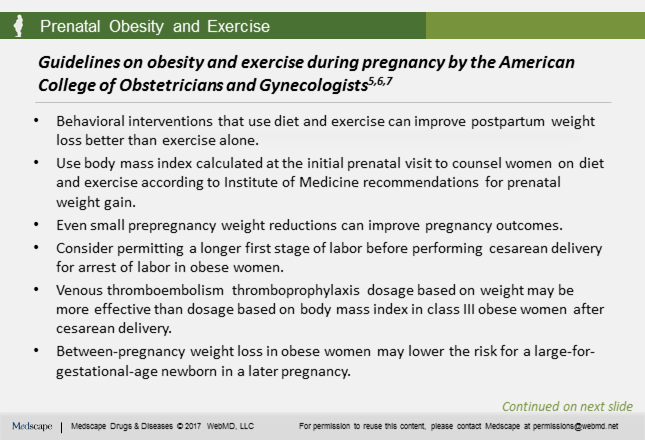 Prenatal Obesity and Exercise
Guidelines on obesity and exercise during pregnancy by the American
College of Obstetricians and Gynecologists5,6,7
• Behavioral interventions that use diet and exercise can improve postpartum weight
loss better than exercise alone.
• Use body mass index calculated at the initial prenatal visit to counsel women on diet
and exercise according to Institute of Medicine recommendations for prenatal
weight gain.
• Even small prepregnancy weight reductions can improve pregnancy outcomes.
• Consider permitting a longer first stage of labor before performing cesarean delivery
for arrest of labor in obese women.
• Venous thromboembolism thromboprophylaxis dosage based on weight may be
more effective than dosage based on body mass index in class III obese women after
cesarean delivery.
• Between-pregnancy weight loss in obese women may lower the risk for a large-for-
gestational-age newborn in a later pregnancy.
Continued on next slide
Medscape | Medscape Drugs & Diseases © 2017 WebMD, LLC For permission to reuse this content, please contact Medscape at permissions@webmd.net